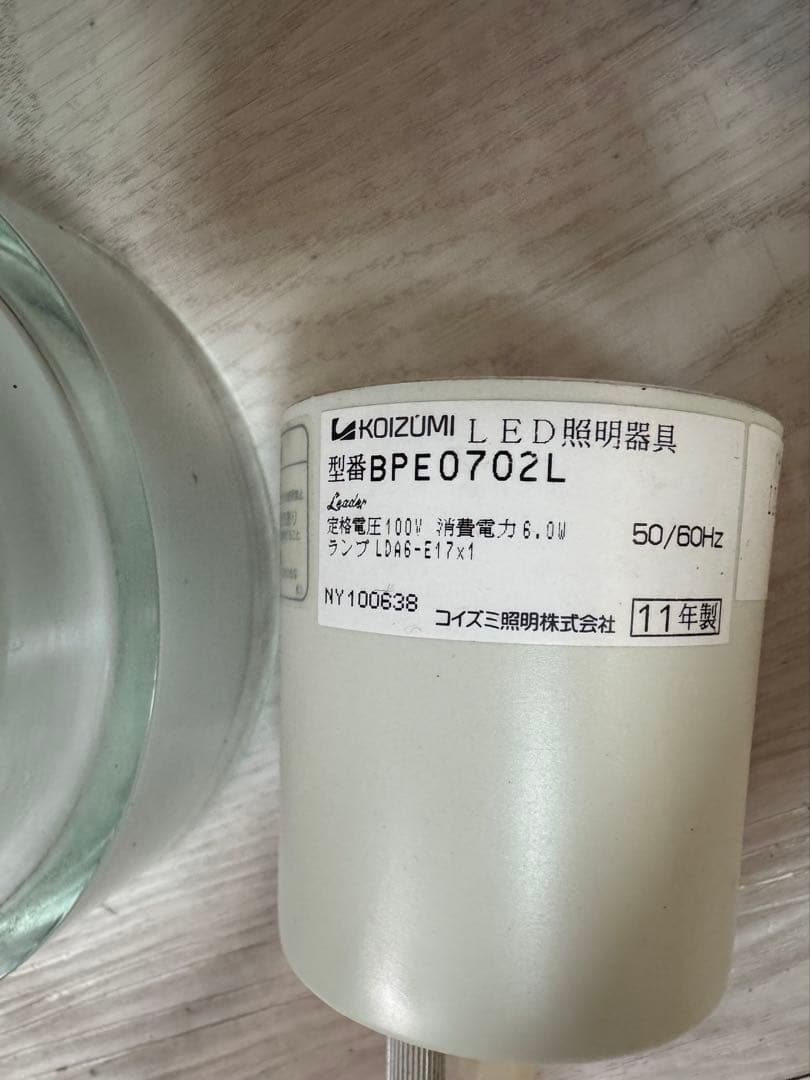 KOIZUMI LED照明器具
型番BPE0702L
Leader
定格電圧100V 消費電力6.0W 50/60Hz
ランプLDA6-E17x1
NY100638 コイズミ照明株式会社 11年製